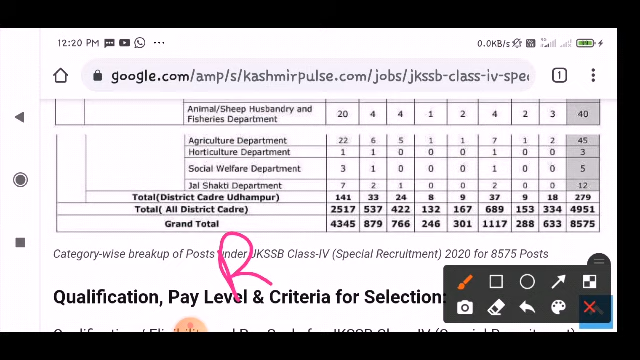 12:20 PM ••• 0.0KB/s 77
google.com/amp/s/kashmirpulse.com/jobs/jkssb-class-iv-spec 1
Animal/Sheep Husbandry and Fisheries Department 20 4 4 1 1 4 2 3 40
Agriculture Department 22 6 5 1 1 7 1 2 45
Horticulture Department 1 1 0 0 0 1 0 0 3
Social Welfare Department 3 1 0 0 0 1 0 0 5
Jal Shakti Department 7 2 1 0 0 2 0 0 12
Total(District Cadre Udhampur) 141 33 24 8 9 37 9 18 279
Total( All District Cadre) 2517 537 422 132 167 689 153 334 4951
Grand Total 4345 879 766 246 301 1117 288 633 8575
Category-wise breakup of Posts under JKSSB Class-IV (Special Recruitment) 2020 for 8575 Posts
R
Qualification, Pay Level & Criteria for Selection: